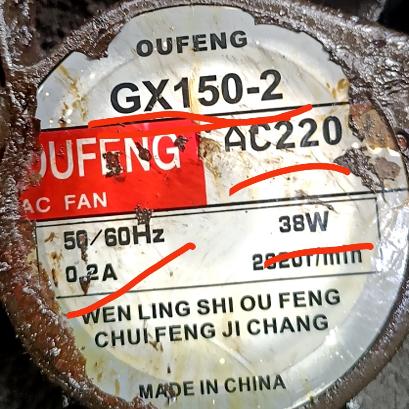 OUFENG
GX150-2
OUFENG AC220
AC FAN
50/60Hz 38W
0.2A
WEN LING SHI OU FENG
CHUI FENG JI CHANG
MADE IN CHINA